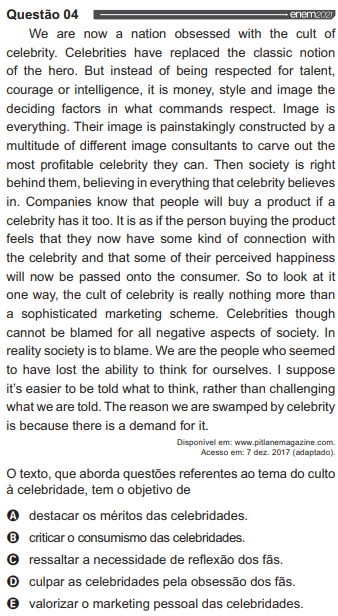 Questão 04 enem2021
We are now a nation obsessed with the cult of
celebrity. Celebrities have replaced the classic notion
of the hero. But instead of being respected for talent,
courage or intelligence, it is money, style and image the
deciding factors in what commands respect. Image is
everything. Their image is painstakingly constructed by a
multitude of different image consultants to carve out the
most profitable celebrity they can. Then society is right
behind them, believing in everything that celebrity believes
in. Companies know that people will buy a product if a
celebrity has it too. It is as if the person buying the product
feels that they now have some kind of connection with
the celebrity and that some of their perceived happiness
will now be passed onto the consumer. So to look at it
one way, the cult of celebrity is really nothing more than
a sophisticated marketing scheme. Celebrities though
cannot be blamed for all negative aspects of society. In
reality society is to blame. We are the people who seemed
to have lost the ability to think for ourselves. I suppose
it's easier to be told what to think, rather than challenging
what we are told. The reason we are swamped by celebrity
is because there is a demand for it.
Disponível em: www.pitlanemagazine.com.
Acesso em: 7 dez. 2017 (adaptado).
O texto, que aborda questões referentes ao tema do culto
à celebridade, tem o objetivo de
A destacar os méritos das celebridades.
B criticar o consumismo das celebridades.
C ressaltar a necessidade de reflexão dos fãs.
D culpar as celebridades pela obsessão dos fãs.
E valorizar o marketing pessoal das celebridades.